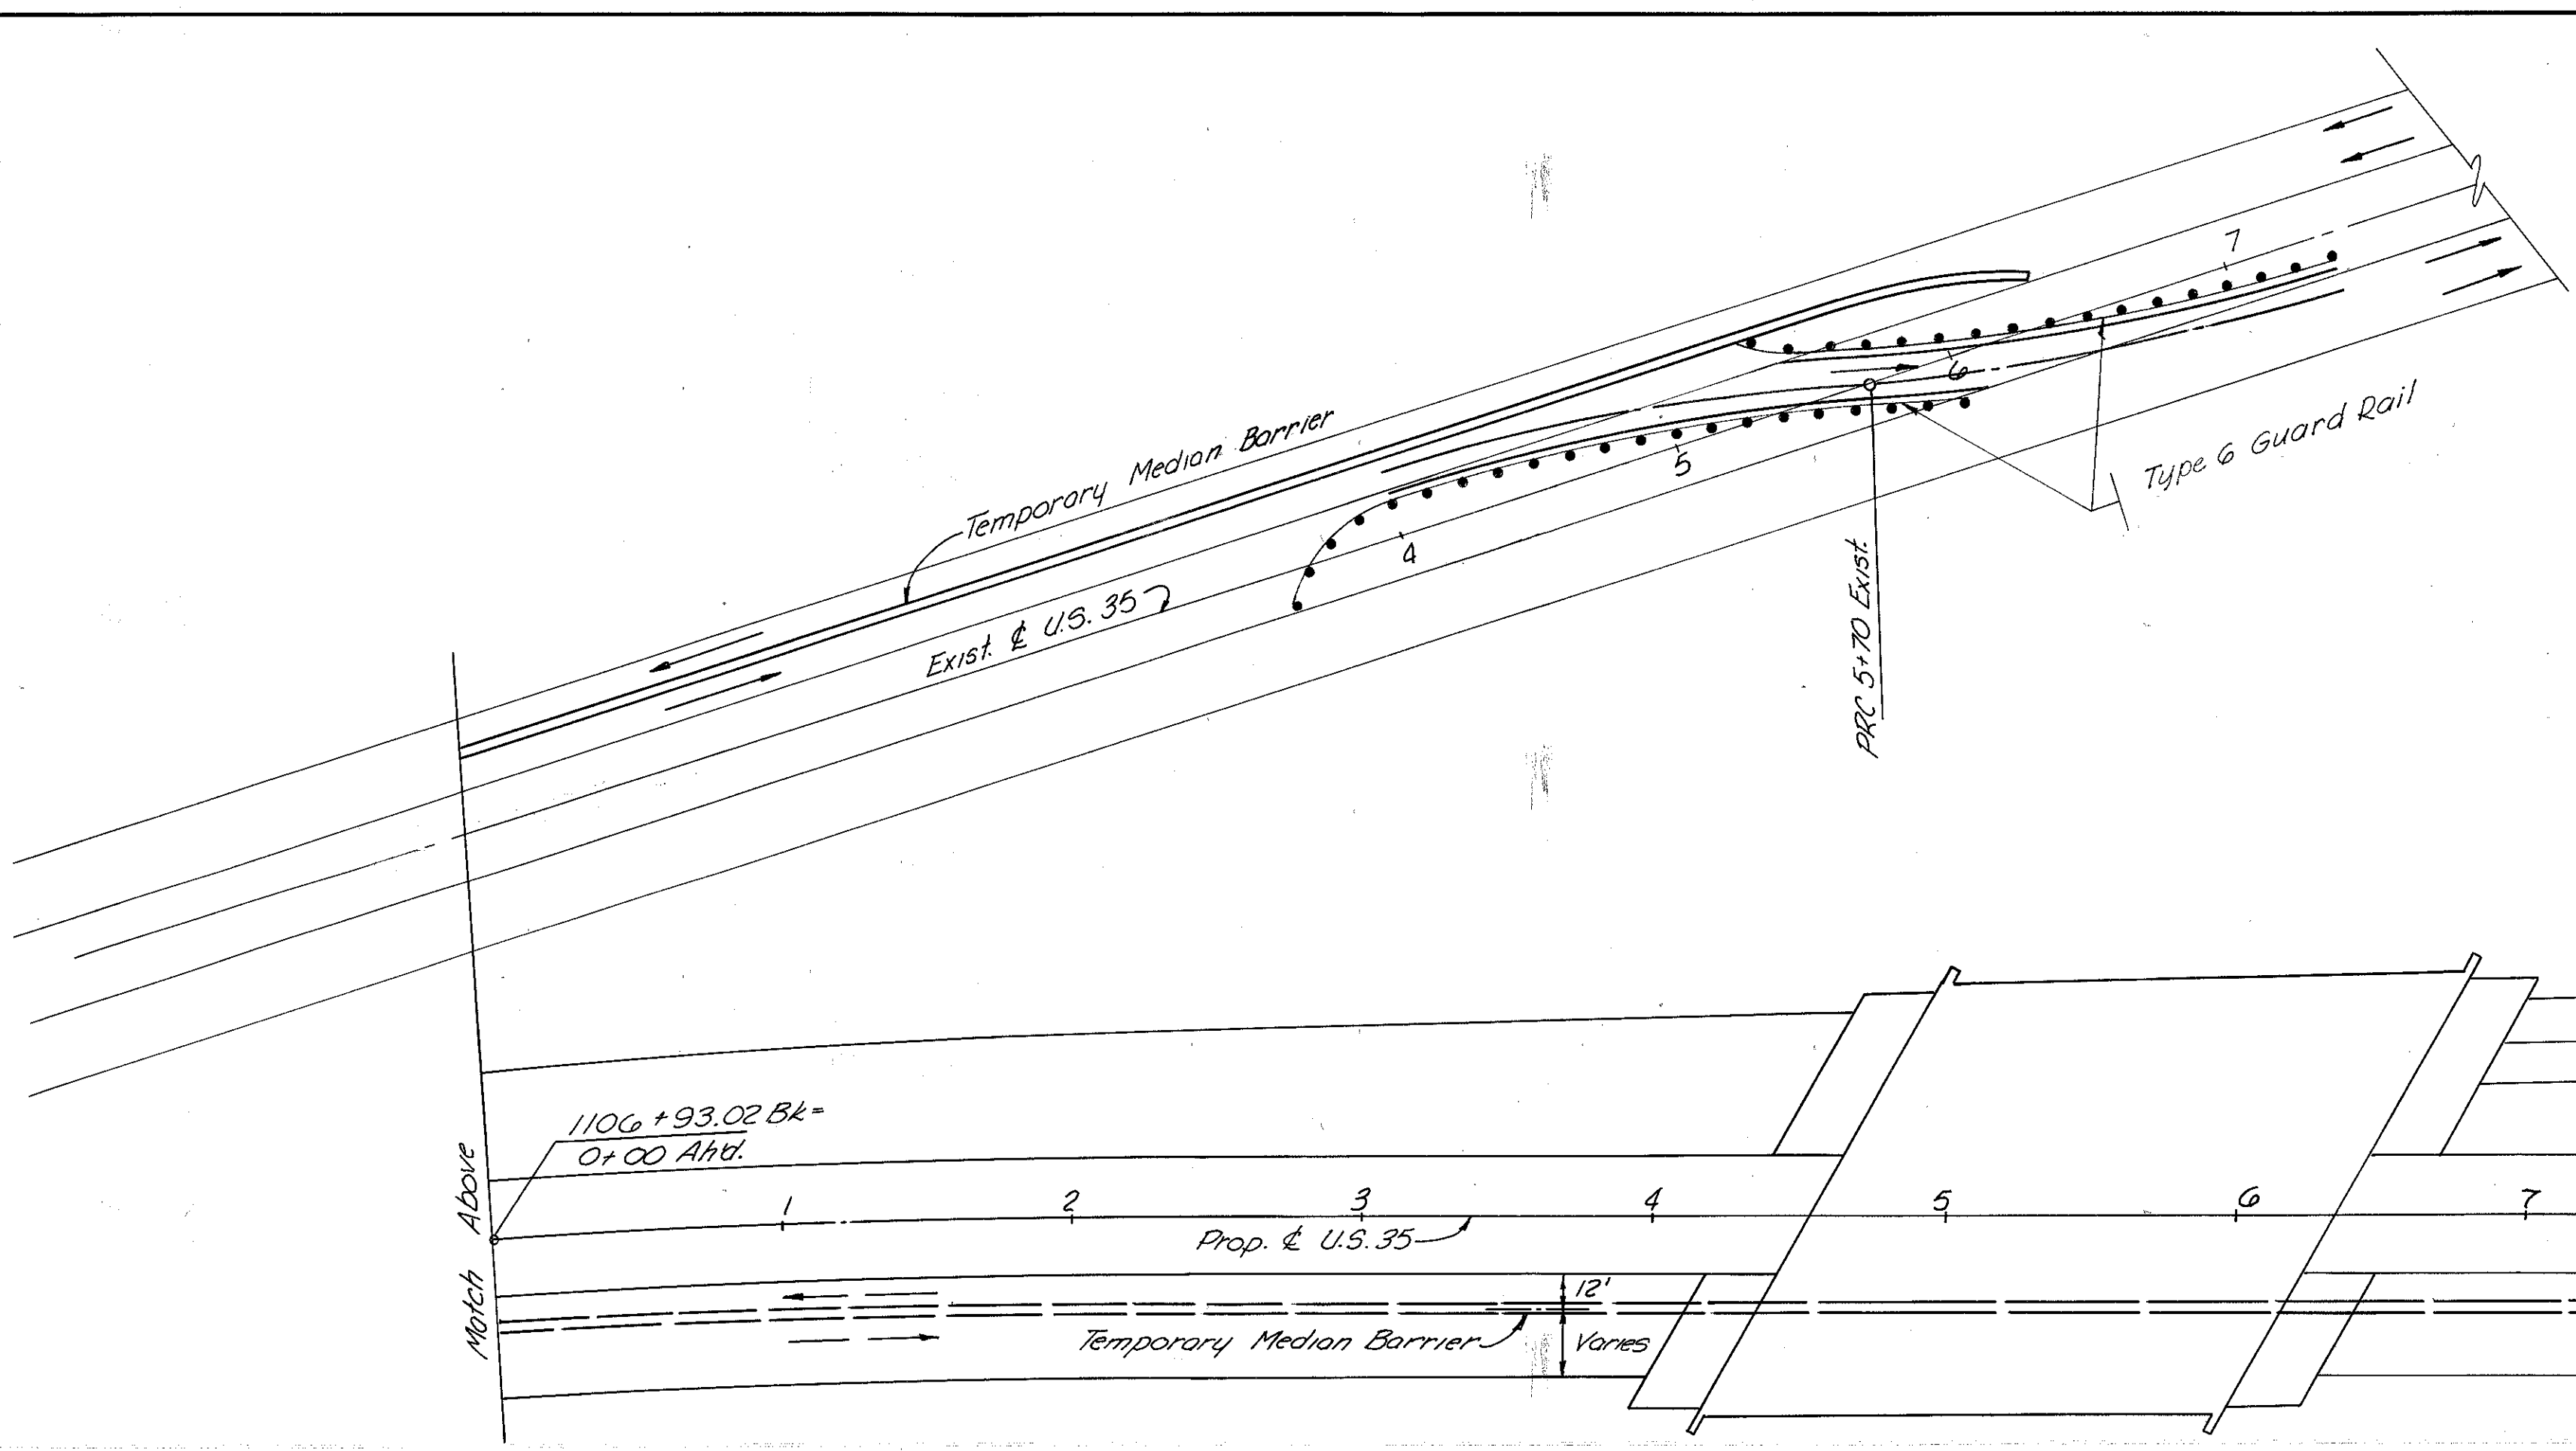 7
6
5
4
Temporary Median Barrier
Type 6 Guard Rail
Exist. ℄ U.S. 35
PRC 5+70 Exist.
1106+93.02 Bk=
0+00 Ahd.
Match Above
1 2 3 4 5 6 7
Prop. ℄ U.S. 35
12'
Temporary Median Barrier
Varies